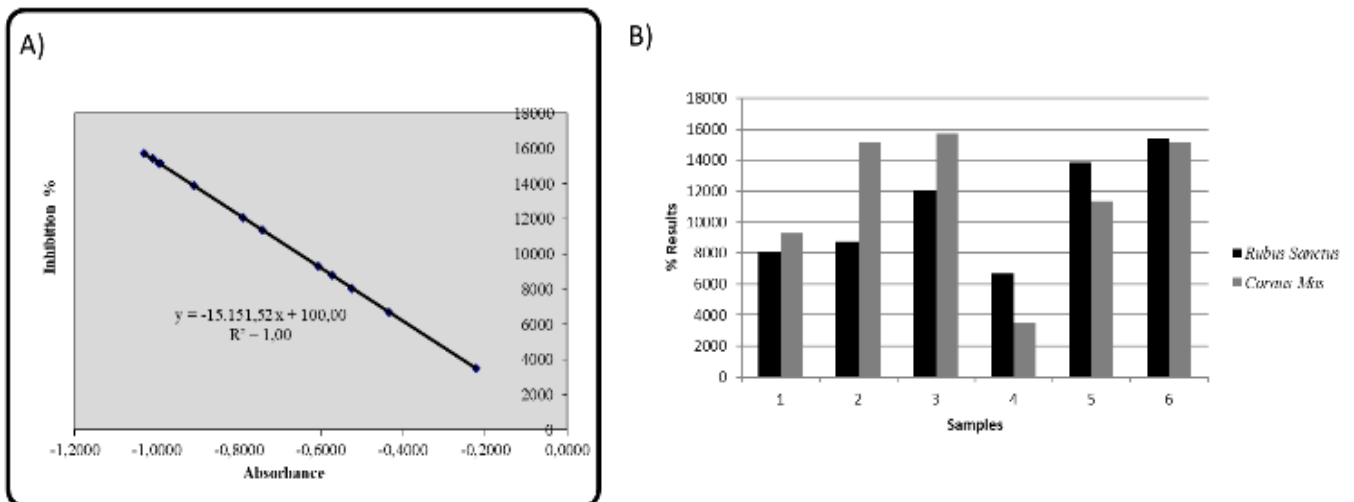 A)
18000
16000
14000
12000
10000
8000
6000
4000
2000
0
Inhibition %
y = -15.151,52x + 100,00
R² = 1,00
-1,2000 -1,0000 -0,8000 -0,6000 -0,4000 -0,2000 0,0000
Absorbance
B)
18000
16000
14000
12000
10000
8000
6000
4000
2000
0
% Results
1 2 3 4 5 6
Samples
Rubus Sanctus
Cornus Mas